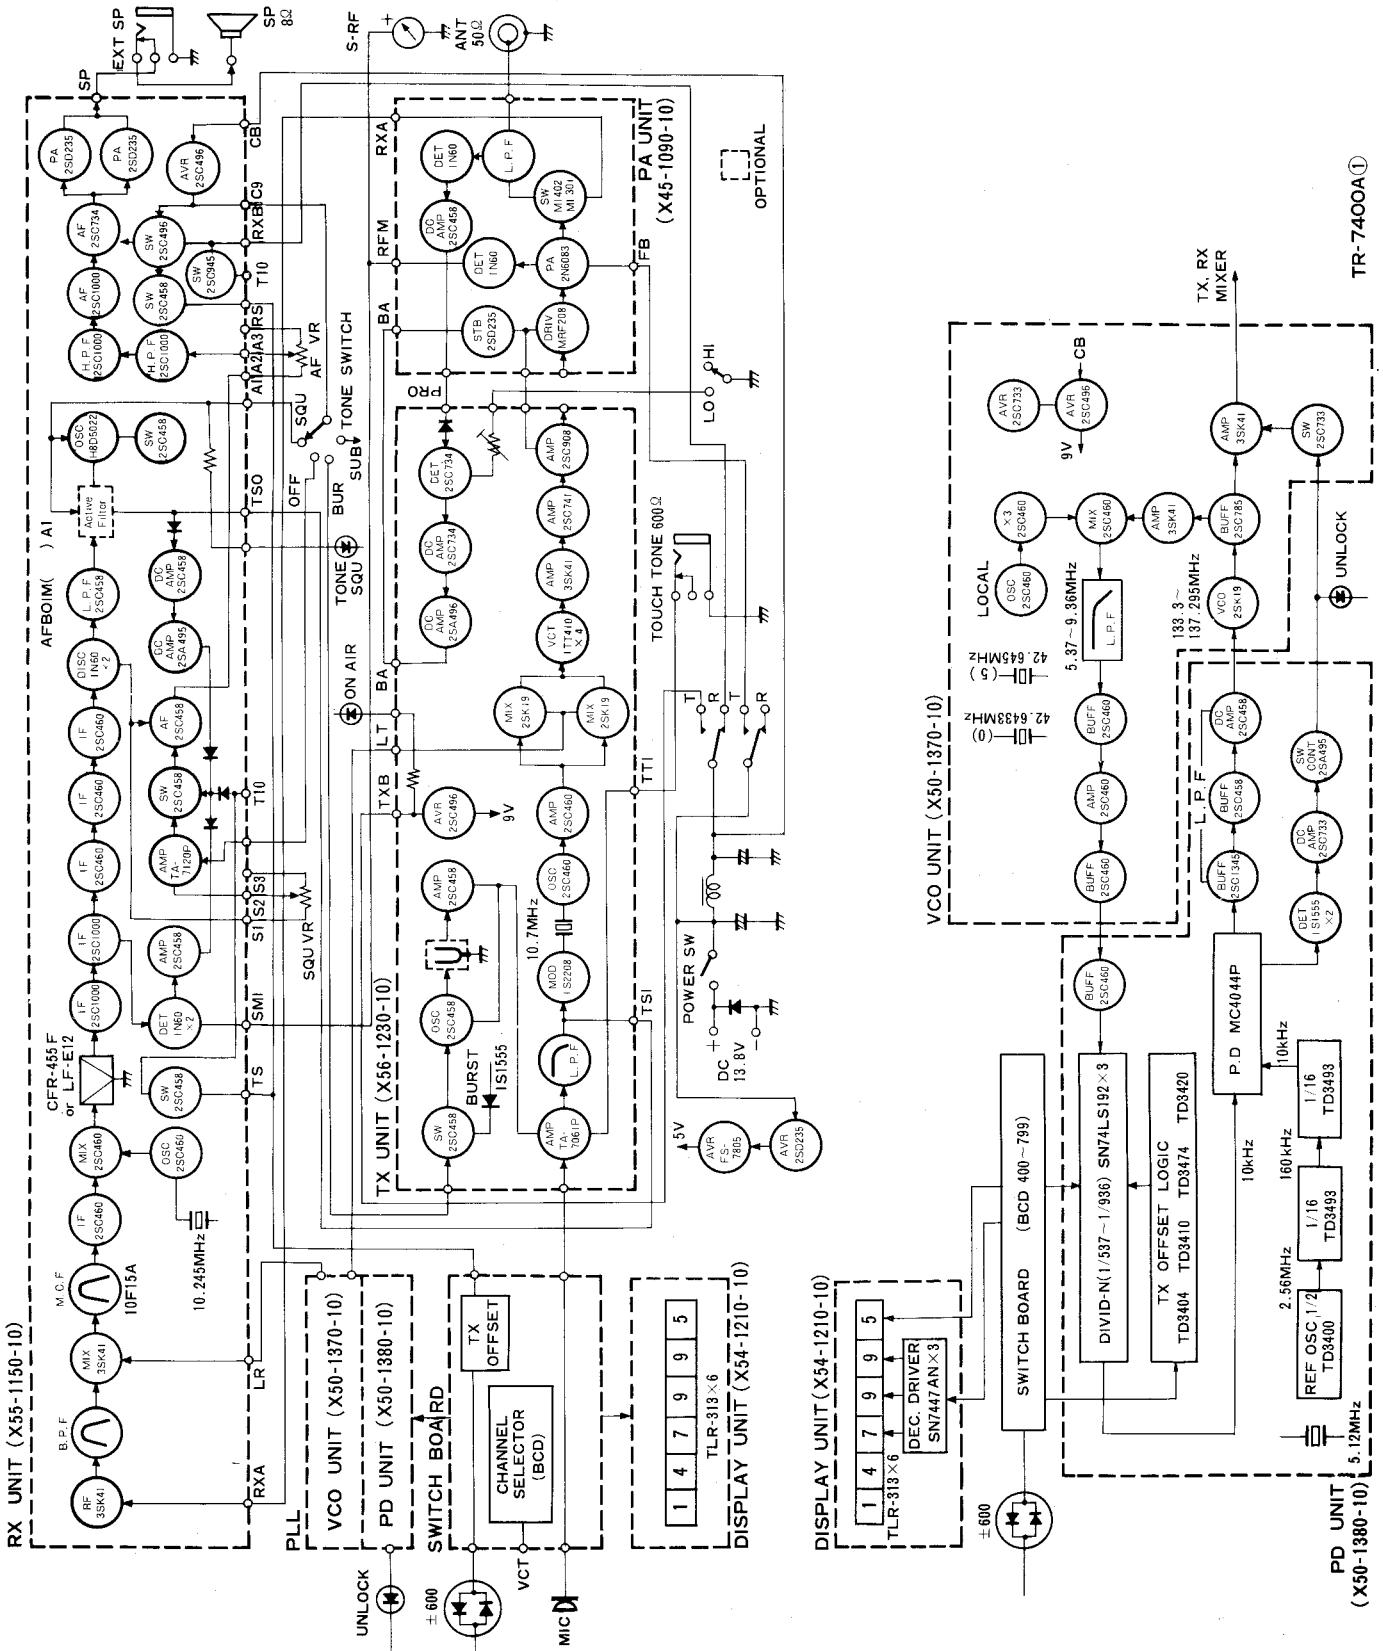 RX UNIT (X55-1150-10)
RF
3SK41
B.P.F
MIX
3SK41
M.C.F
10F15A
IF
2SC460
MIX
2SC460
CFR-455F
or LF-E12
IF
2SC1000
IF
2SC1000
IF
2SC460
IF
2SC460
IF
2SC460
DISC
1N60
×2
L.P.F
2SC458
AFBOIM( ) A1
Active
Filter
OSC
H8D5022
SW
2SC458
H.P.F
2SC1000
H.P.F
2SC1000
AF
2SC1000
AF
2SC734
PA
2SD235
PA
2SD235
SW
2SC458
SW
2SC496
SW
2SC945
AVR
2SC496
OSC
2SC460
10.245MHz
SW
2SC458
DET
1N60
×2
AMP
2SC458
AMP
TA-
7120P
SW
2SC458
AF
2SC458
DC
AMP
2SA495
DC
AMP
2SC458
RXA
LR
TS
SMI
S1
S2
S3
T10
TSO
A1
A2
A3
RS
T10
RXB
C9
CB
SP
EXT SP
SP
8Ω
SQU VR
TONE
SQU
OFF
BUR
SUB
SQU
TONE SWITCH
AF VR
PLL
VCO UNIT (X50-1370-10)
PD UNIT (X50-1380-10)
UNLOCK
SWITCH BOARD
TX
OFFSET
CHANNEL
SELECTOR
(BCD)
±600
VCT
MIC
1 4 7 9 9 5
TLR-313×6
DISPLAY UNIT (X54-1210-10)
TX UNIT (X56-1230-10)
SW
2SC458
BURST
1S1555
OSC
2SC458
AMP
2SC458
AVR
2SC496
9V
AMP
TA-
7061P
L.P.F
MOD
1S2208
10.7MHz
OSC
2SC460
AMP
2SC460
MIX
2SK19
MIX
2SK19
VCT
ITT410
×4
AMP
3SK41
AMP
2SC741
AMP
2SC908
DC
AMP
2SA496
DC
AMP
2SC734
DET
2SC734
TXB
LT
BA
ON AIR
TSI
TTI
PRO
BA
RFM
RXA
STB
2SD235
DRIV
MRF208
DET
1N60
PA
2N6083
DC
AMP
2SC458
DET
1N60
L.P.F
SW
MI402
MI301
FB
PA UNIT
(X45-1090-10)
S-RF
ANT
50Ω
OPTIONAL
LO
HI
TOUCH TONE 600Ω
T
R
T
R
POWER SW
DC
13.8V
5V
AVR
FS-
7805
AVR
2SD235
DISPLAY UNIT (X54-1210-10)
1 4 7 9 9 5
TLR-313×6
DEC. DRIVER
SN7447AN×3
±600
SWITCH BOARD (BCD 400~799)
VCO UNIT (X50-1370-10)
BUFF
2SC460
AMP
2SC460
BUFF
2SC460
42.6433MHz
(0)
42.645MHz
(5)
5.37~9.36MHz
L.P.F
LOCAL
OSC
2SC460
×3
2SC460
MIX
2SC460
AMP
3SK41
BUFF
2SC785
VCO
2SK19
133.3~
137.295MHz
AVR
2SC733
AVR
2SC496
9V
CB
AMP
3SK41
SW
2SC733
TX, RX
MIXER
UNLOCK
BUFF
2SC460
DIVID-N(1/537~1/936) SN74LS192×3
TX OFFSET LOGIC
TD3404 TD3410 TD3474 TD3420
P.D MC4044P
10kHz
10kHz
BUFF
2SC1345
BUFF
2SC458
DC
AMP
2SC458
L.P.F
DET
1S1555
×2
DC
AMP
2SC733
SW
CONT
2SA495
REF OSC, 1/2
TD3400
2.56MHz
1/16
TD3493
160kHz
1/16
TD3493
5.12MHz
PD UNIT
(X50-1380-10)
TR-7400A①